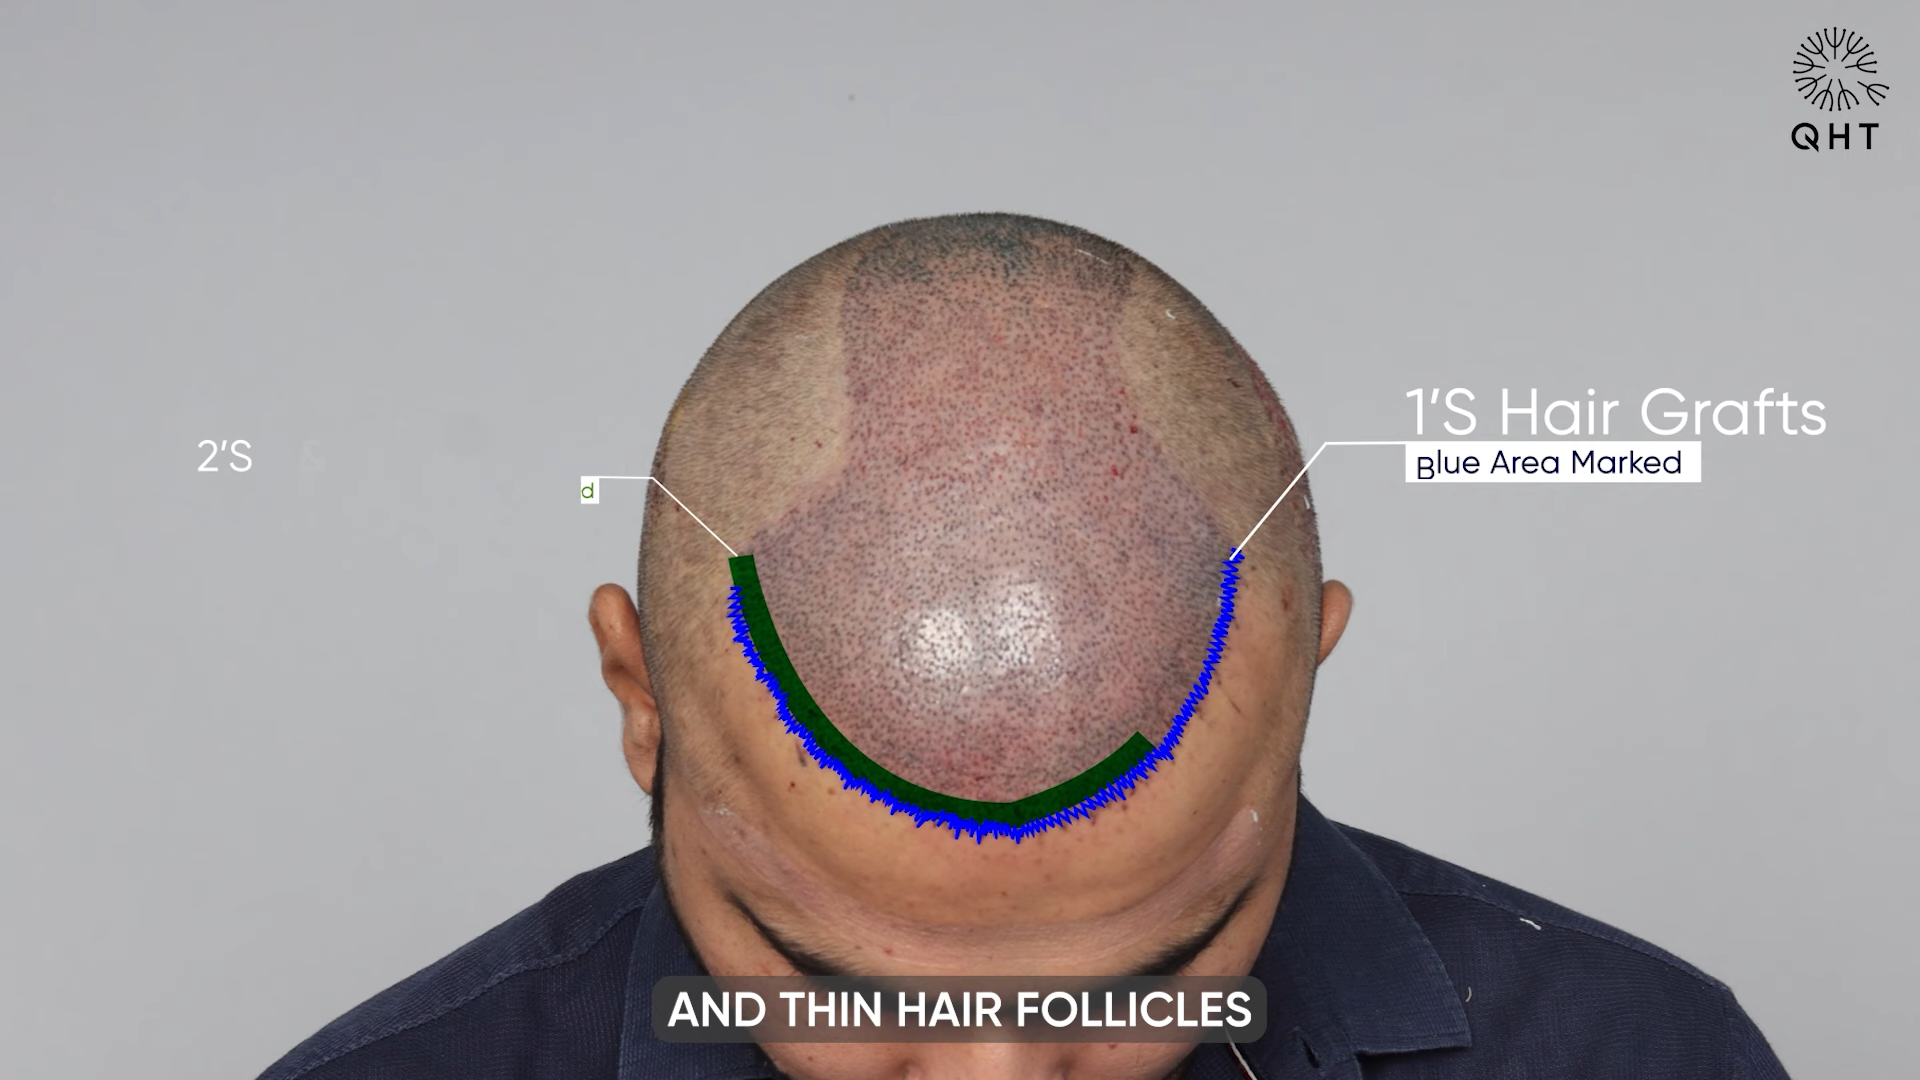 QHT
1'S Hair Grafts
Blue Area Marked
2'S &
d
AND THIN HAIR FOLLICLES